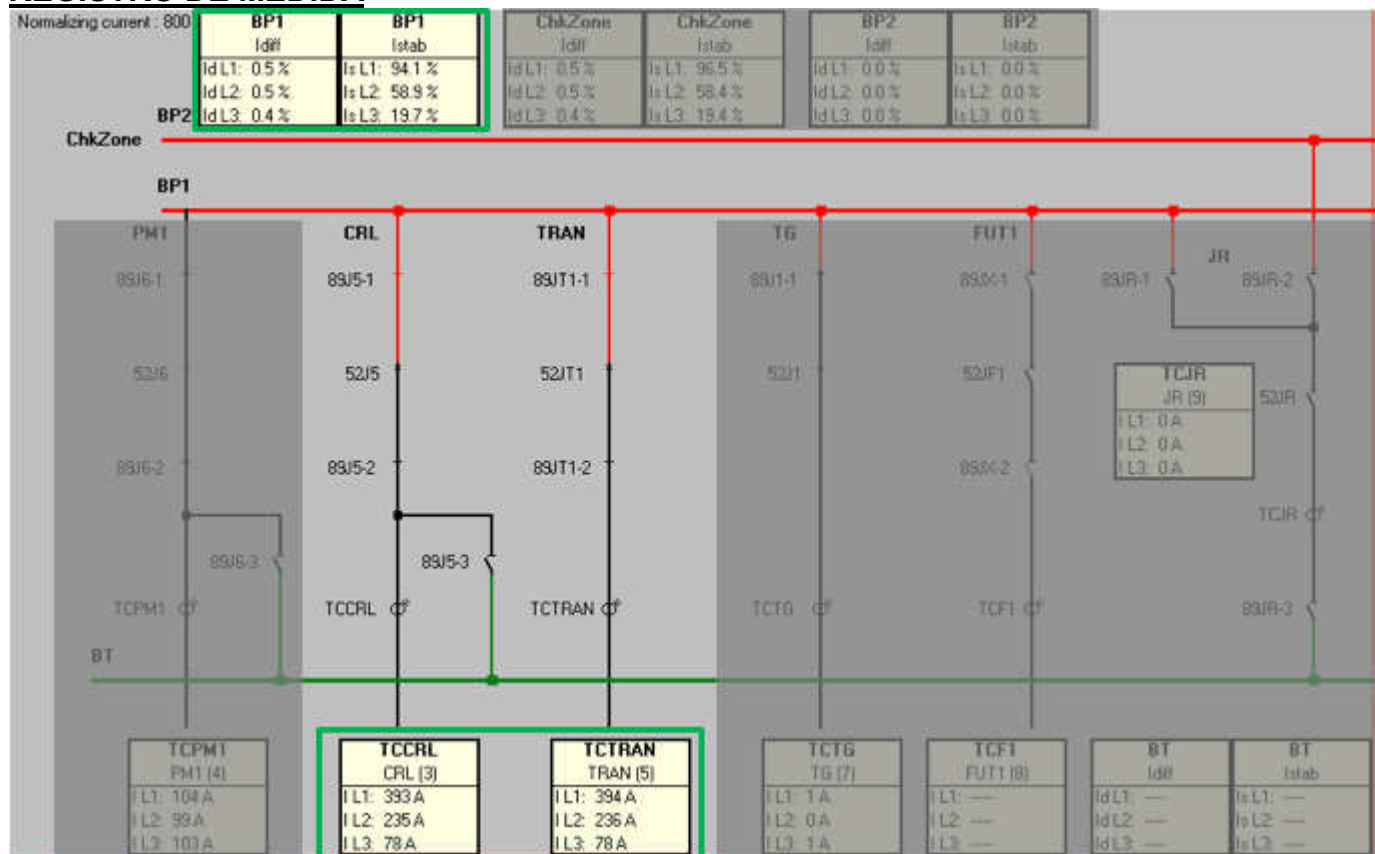 REGISTRO DE MEDIDA
Normalizing current : 800
BP1 BP1 ChkZone ChkZone BP2 BP2
Idiff Istab Idiff Istab Idiff Istab
Id L1: 0.5 % Is L1: 94.1 % Id L1: 0.5 % Is L1: 96.5 % Id L1: 0.0 % Is L1: 0.0 %
Id L2: 0.5 % Is L2: 58.9 % Id L2: 0.5 % Is L2: 58.4 % Id L2: 0.0 % Is L2: 0.0 %
BP2 Id L3: 0.4 % Is L3: 19.7 % Id L3: 0.4 % Is L3: 19.4 % Id L3: 0.0 % Is L3: 0.0 %
ChkZone
BP1
PM1 CRL TRAN TG FUT1
JR
89J6-1 89J5-1 89JT1-1 89J1-1 89JX-1 89JR-1 89JR-2
52J6 52J5 52JT1 52J1 52JF1 TCJR
JR (9) 52JR
I L1: 0 A
I L2: 0 A
89J6-2 89J5-2 89JT1-2 89JX-2 I L3: 0 A
TCJR
89J6-3 89J5-3
TCPM1 TCCRL TCTRAN TCTG TCF1 89JR-3
BT
TCPM1 TCCRL TCTRAN TCTG TCF1 BT BT
PM1 (4) CRL (3) TRAN (5) TG (7) FUT1 (8) Idiff Istab
I L1: 104 A I L1: 393 A I L1: 394 A I L1: 1 A I L1: --- Id L1: --- Is L1: ---
I L2: 99 A I L2: 235 A I L2: 236 A I L2: 0 A I L2: --- Id L2: --- Is L2: ---
I L3: 103 A I L3: 78 A I L3: 78 A I L3: 1 A I L3: --- Id L3: --- Is L3: ---